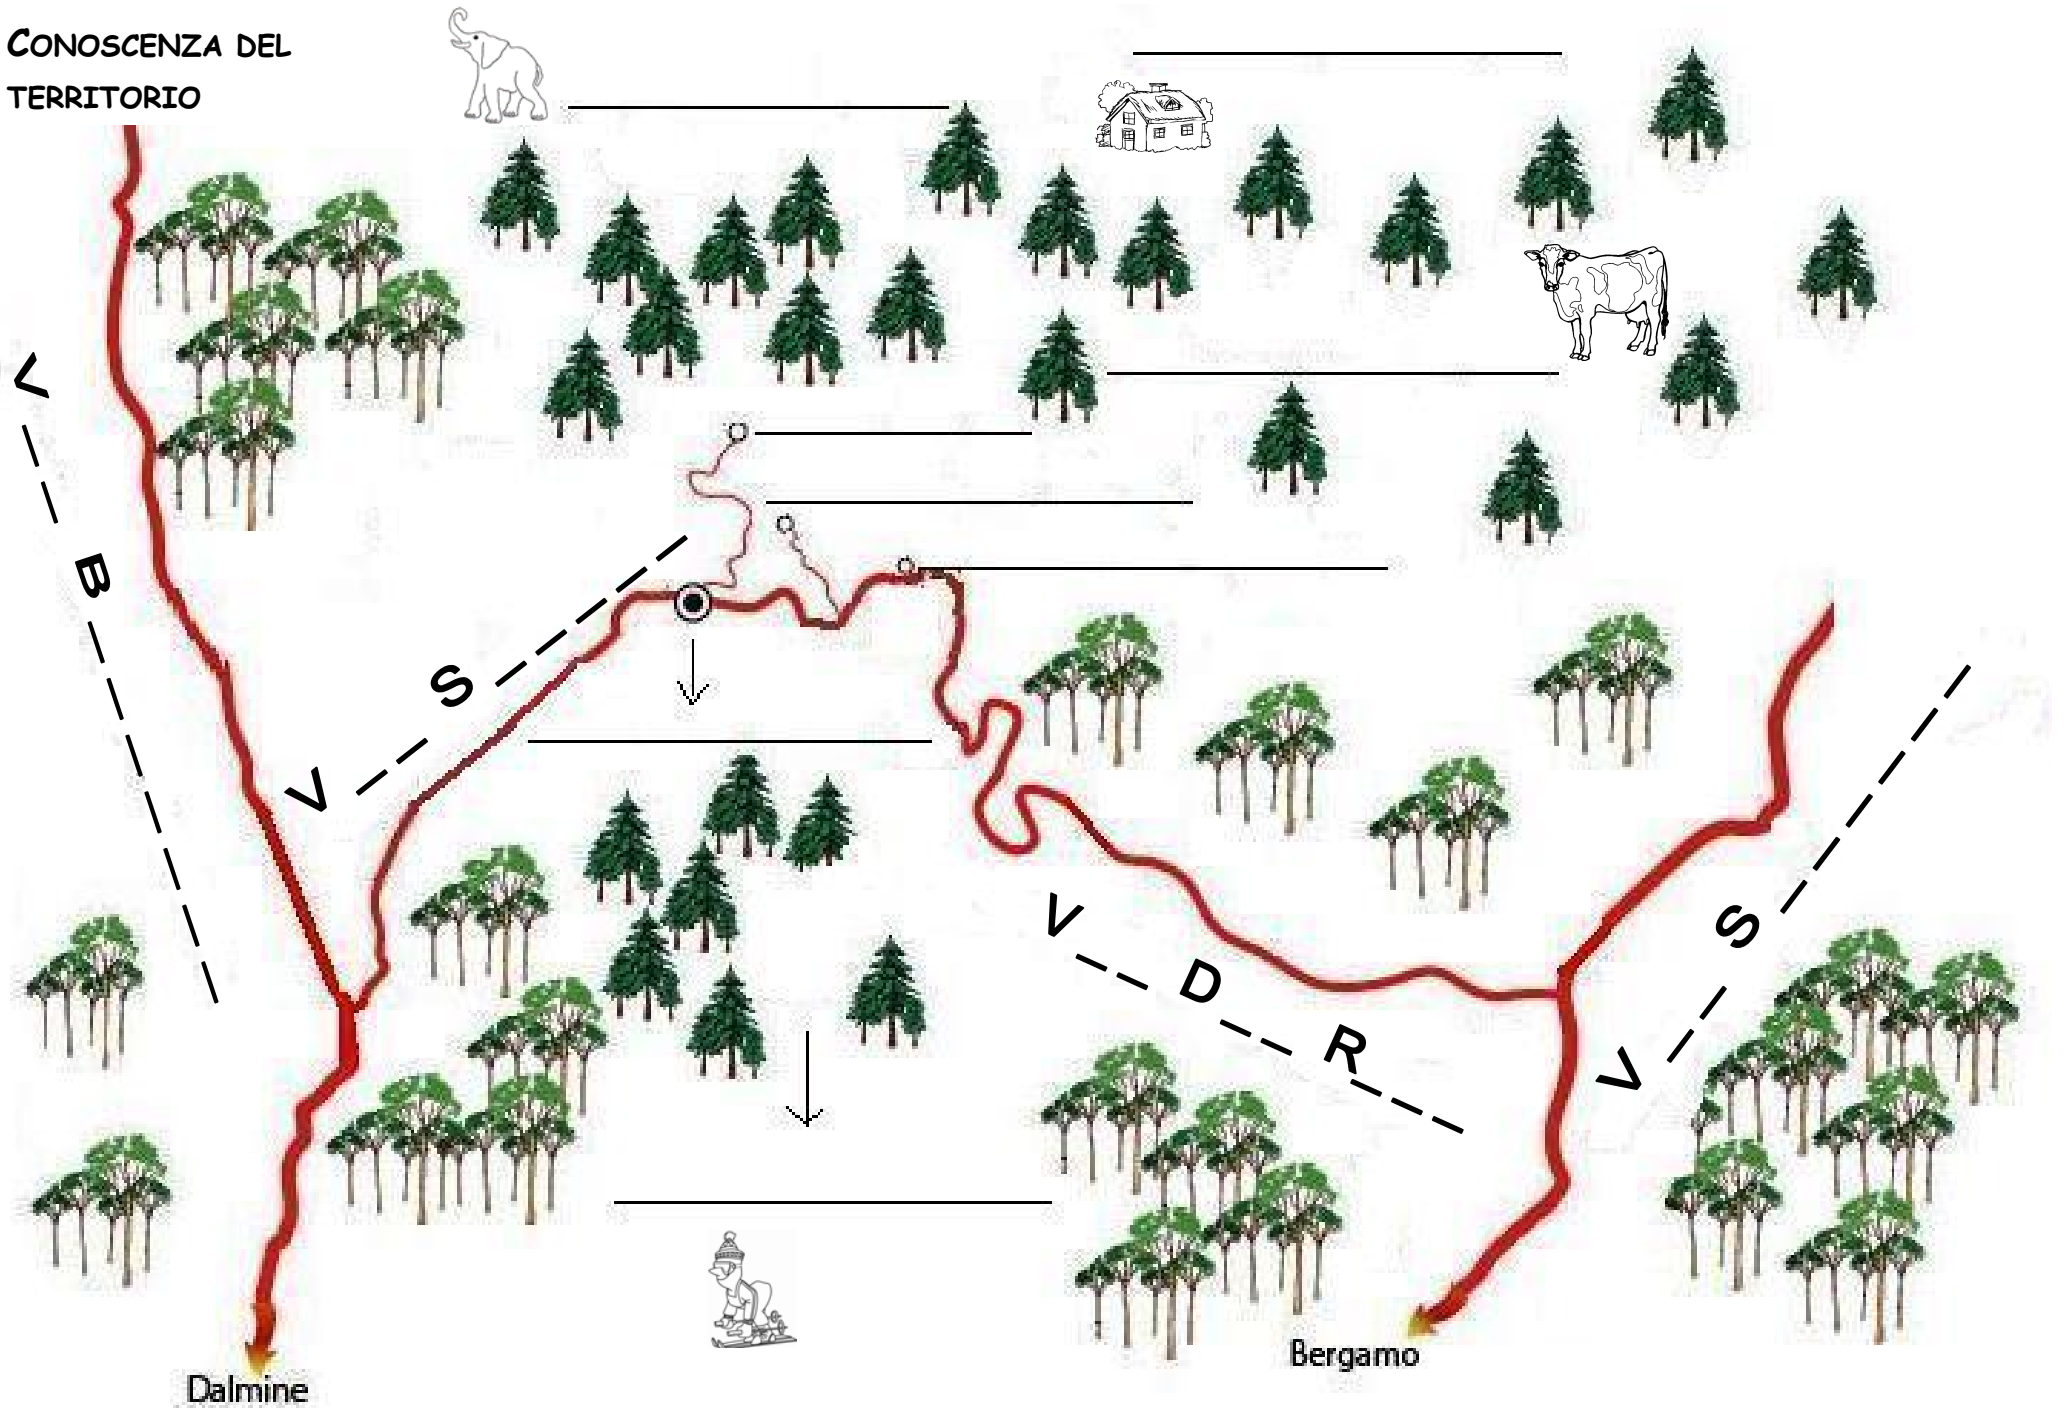 CONOSCENZA DEL
TERRITORIO
V _ _ _ B _ _ _ _ _ _ _
V _ _ S _ _ _ _ _
V _ _ D _ _ R _ _ _
V _ _ S _ _ _ _ _ _
Dalmine
Bergamo